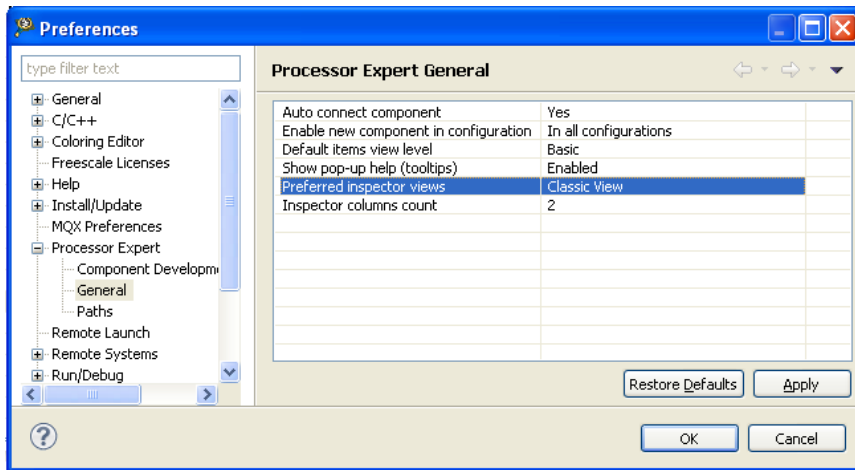 Preferences
type filter text
General
C/C++
Coloring Editor
Freescale Licenses
Help
Install/Update
MQX Preferences
Processor Expert
Component Developm
General
Paths
Remote Launch
Remote Systems
Run/Debug
Processor Expert General
Auto connect component Yes
Enable new component in configuration In all configurations
Default items view level Basic
Show pop-up help (tooltips) Enabled
Preferred inspector views Classic View
Inspector columns count 2
Restore Defaults Apply
? OK Cancel